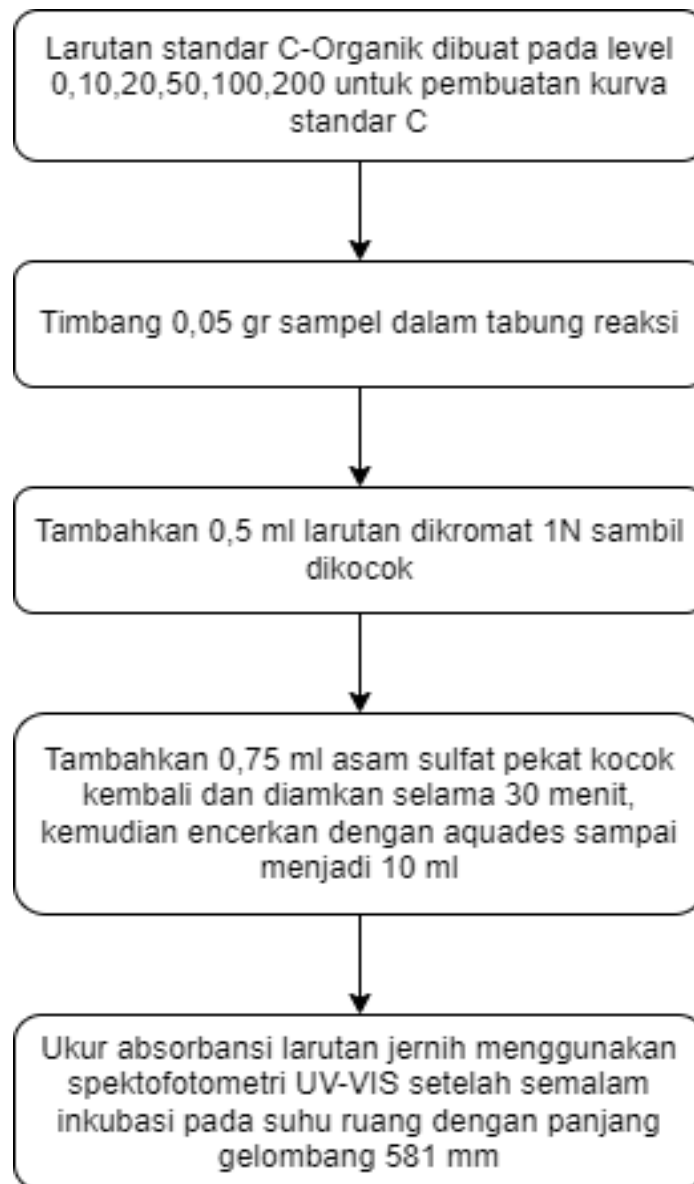 Larutan standar C-Organik dibuat pada level
0,10,20,50,100,200 untuk pembuatan kurva
standar C
Timbang 0,05 gr sampel dalam tabung reaksi
Tambahkan 0,5 ml larutan dikromat 1N sambil
dikocok
Tambahkan 0,75 ml asam sulfat pekat kocok
kembali dan diamkan selama 30 menit,
kemudian encerkan dengan aquades sampai
menjadi 10 ml
Ukur absorbansi larutan jernih menggunakan
spektofotometri UV-VIS setelah semalam
inkubasi pada suhu ruang dengan panjang
gelombang 581 mm